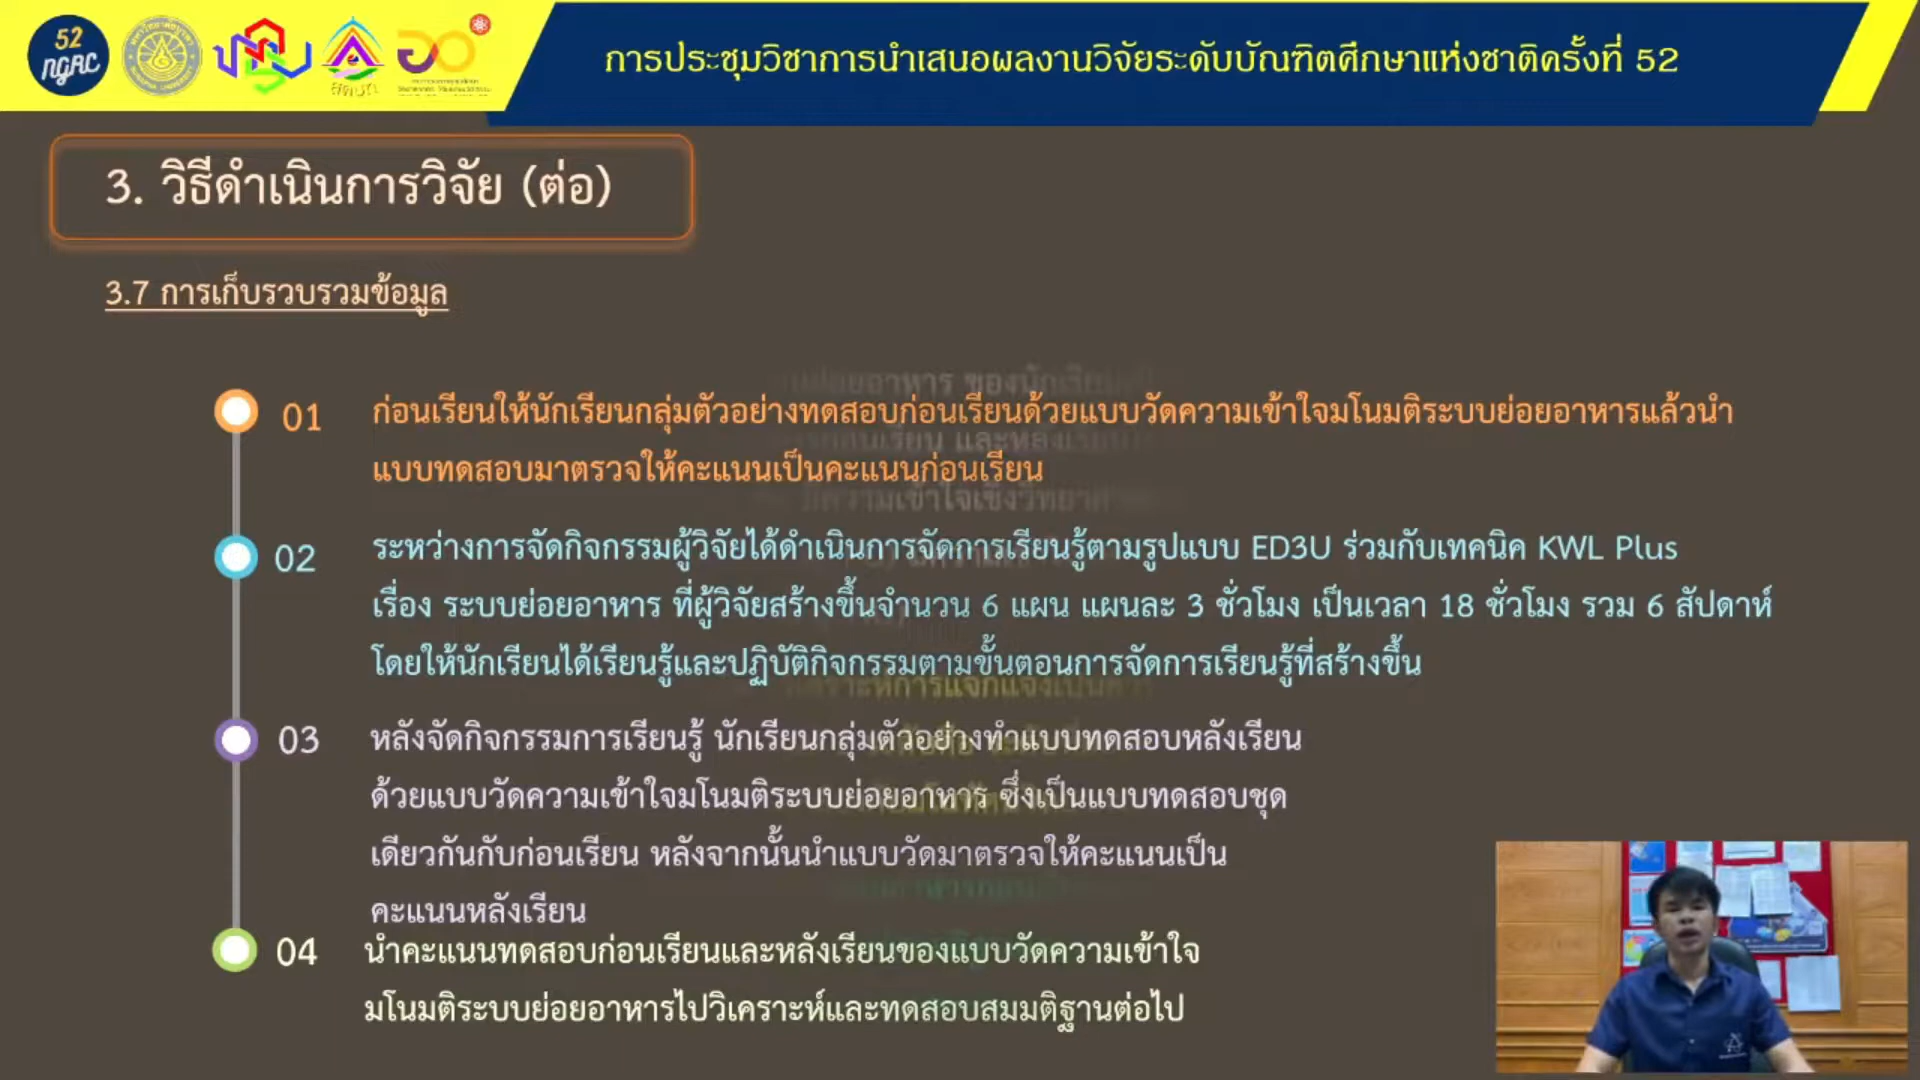 52
NGRC
สคบท
การประชุมวิชาการนำเสนอผลงานวิจัยระดับบัณฑิตศึกษาแห่งชาติครั้งที่ 52
3. วิธีดำเนินการวิจัย (ต่อ)
3.7 การเก็บรวบรวมข้อมูล
01
ก่อนเรียนให้นักเรียนกลุ่มตัวอย่างทดสอบก่อนเรียนด้วยแบบวัดความเข้าใจมโนมติระบบย่อยอาหารแล้วนำ
แบบทดสอบมาตรวจให้คะแนนเป็นคะแนนก่อนเรียน
02
ระหว่างการจัดกิจกรรมผู้วิจัยได้ดำเนินการจัดการเรียนรู้ตามรูปแบบ ED3U ร่วมกับเทคนิค KWL Plus
เรื่อง ระบบย่อยอาหาร ที่ผู้วิจัยสร้างขึ้นจำนวน 6 แผน แผนละ 3 ชั่วโมง เป็นเวลา 18 ชั่วโมง รวม 6 สัปดาห์
โดยให้นักเรียนได้เรียนรู้และปฏิบัติกิจกรรมตามขั้นตอนการจัดการเรียนรู้ที่สร้างขึ้น
03
หลังจัดกิจกรรมการเรียนรู้ นักเรียนกลุ่มตัวอย่างทำแบบทดสอบหลังเรียน
ด้วยแบบวัดความเข้าใจมโนมติระบบย่อยอาหาร ซึ่งเป็นแบบทดสอบชุด
เดียวกันกับก่อนเรียน หลังจากนั้นนำแบบวัดมาตรวจให้คะแนนเป็น
คะแนนหลังเรียน
04
นำคะแนนทดสอบก่อนเรียนและหลังเรียนของแบบวัดความเข้าใจ
มโนมติระบบย่อยอาหารไปวิเคราะห์และทดสอบสมมติฐานต่อไป